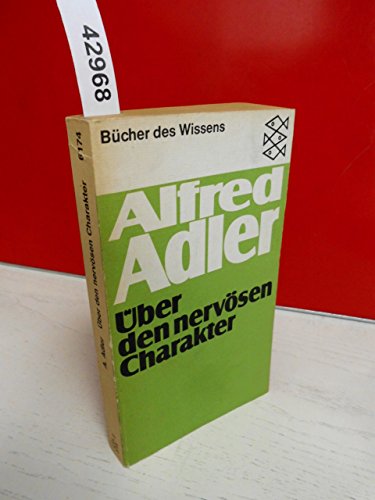 42968
Bücher des Wissens
Alfred
Adler
Über
den nervösen
Charakter
A. Adler Über den nervösen Charakter 6174